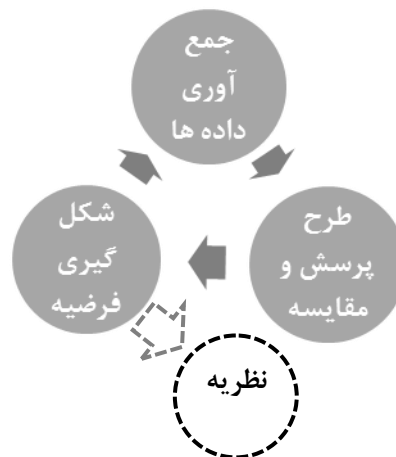 جمع
آوری
داده ها
طرح
پرسش و
مقایسه
شکل
گیری
فرضیه
نظریه